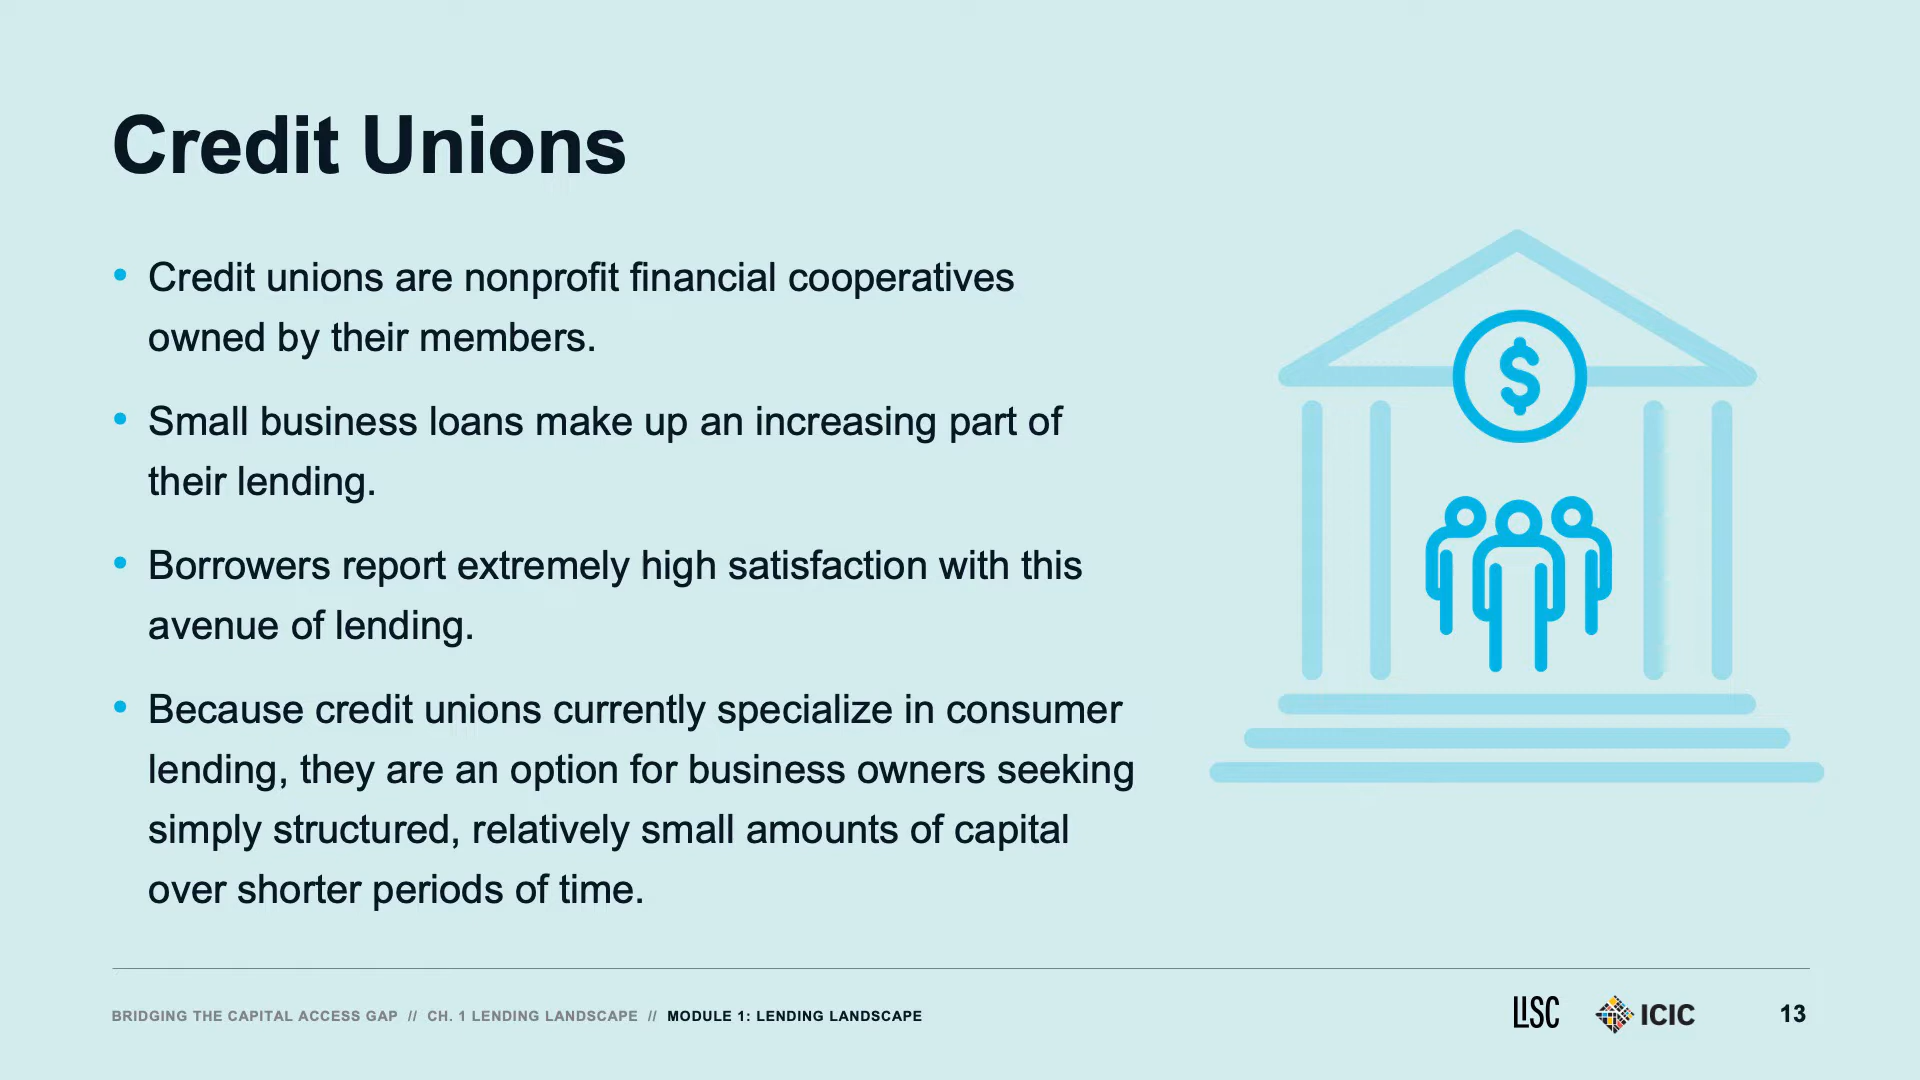 Credit Unions
• Credit unions are nonprofit financial cooperatives
owned by their members.
• Small business loans make up an increasing part of
their lending.
• Borrowers report extremely high satisfaction with this
avenue of lending.
• Because credit unions currently specialize in consumer
lending, they are an option for business owners seeking
simply structured, relatively small amounts of capital
over shorter periods of time.
$
BRIDGING THE CAPITAL ACCESS GAP // CH. 1 LENDING LANDSCAPE // MODULE 1: LENDING LANDSCAPE
LISC
ICIC
13